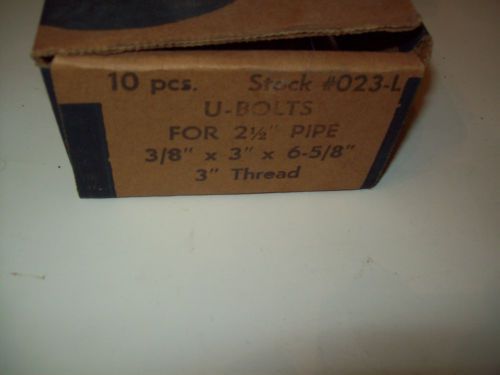 10 pcs. Stock #023-L
U-BOLTS
FOR 2½" PIPE
3/8" x 3" x 6-5/8"
3" Thread